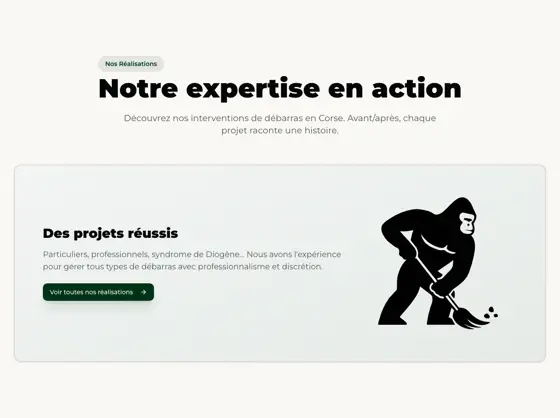 Nos Réalisations
Notre expertise en action
Découvrez nos interventions de débarras en Corse. Avant/après, chaque
projet raconte une histoire.
Des projets réussis
Particuliers, professionnels, syndrome de Diogène... Nous avons l'expérience
pour gérer tous types de débarras avec professionnalisme et discrétion.
Voir toutes nos réalisations →